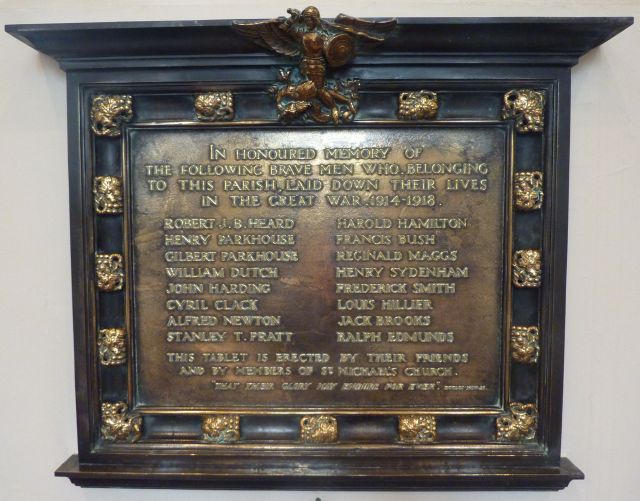 IN HONOURED MEMORY OF
THE FOLLOWING BRAVE MEN WHO, BELONGING
TO THIS PARISH, LAID DOWN THEIR LIVES
IN THE GREAT WAR, 1914-1918.
ROBERT J. B. HEARD
HENRY PARKHOUSE
GILBERT PARKHOUSE
WILLIAM DUTCH
JOHN HARDING
CYRIL CLACK
ALFRED NEWTON
STANLEY T. PRATT
HAROLD HAMILTON
FRANCIS BUSH
REGINALD MAGGS
HENRY SYDENHAM
FREDERICK SMITH
LOUIS HILLIER
JACK BROOKS
RALPH EDMUNDS
THIS TABLET IS ERECTED BY THEIR FRIENDS
AND BY MEMBERS OF ST MICHAEL'S CHURCH.
"THAT THEIR GLORY MAY ENDURE FOR EVER".